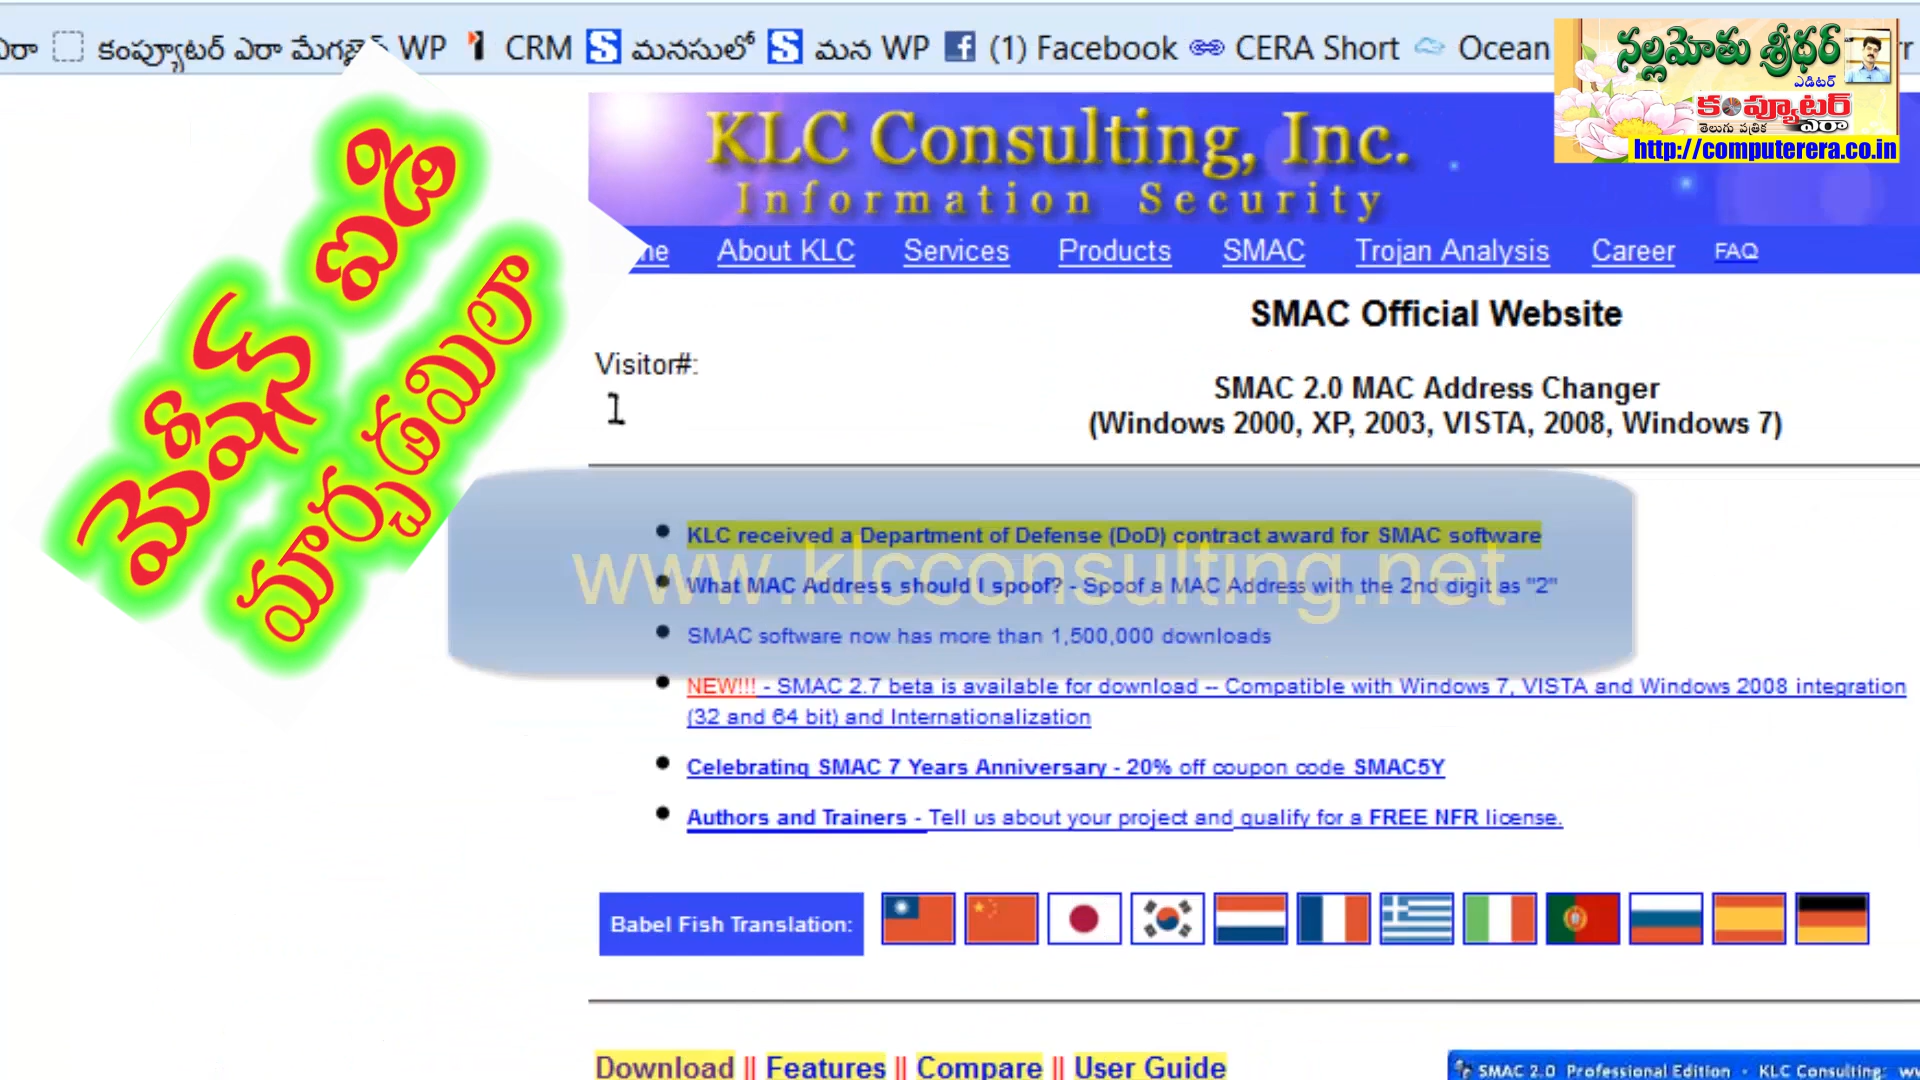 కంప్యూటర్ ఎరా మేగజైన్ WP CRM మనసులో మన WP (1) Facebook CERA Short Ocean
నల్లమోతు శ్రీధర్
ఎడిటర్
కంప్యూటర్ ఎరా
తెలుగు పత్రిక
http://computerera.co.in
మెషీన్ ఐడి
మార్చడమిలా
KLC Consulting, Inc.
Information Security
About KLC Services Products SMAC Trojan Analysis Career FAQ
SMAC Official Website
Visitor#:
1
SMAC 2.0 MAC Address Changer
(Windows 2000, XP, 2003, VISTA, 2008, Windows 7)
KLC received a Department of Defense (DoD) contract award for SMAC software
www.klcconsulting.net
What MAC Address should I spoof? - Spoof a MAC Address with the 2nd digit as "2"
SMAC software now has more than 1,500,000 downloads
NEW!!! - SMAC 2.7 beta is available for download -- Compatible with Windows 7, VISTA and Windows 2008 integration
(32 and 64 bit) and Internationalization
Celebrating SMAC 7 Years Anniversary - 20% off coupon code SMAC5Y
Authors and Trainers - Tell us about your project and qualify for a FREE NFR license.
Babel Fish Translation:
Download || Features || Compare || User Guide
SMAC 2.0 Professional Edition - KLC Consulting: